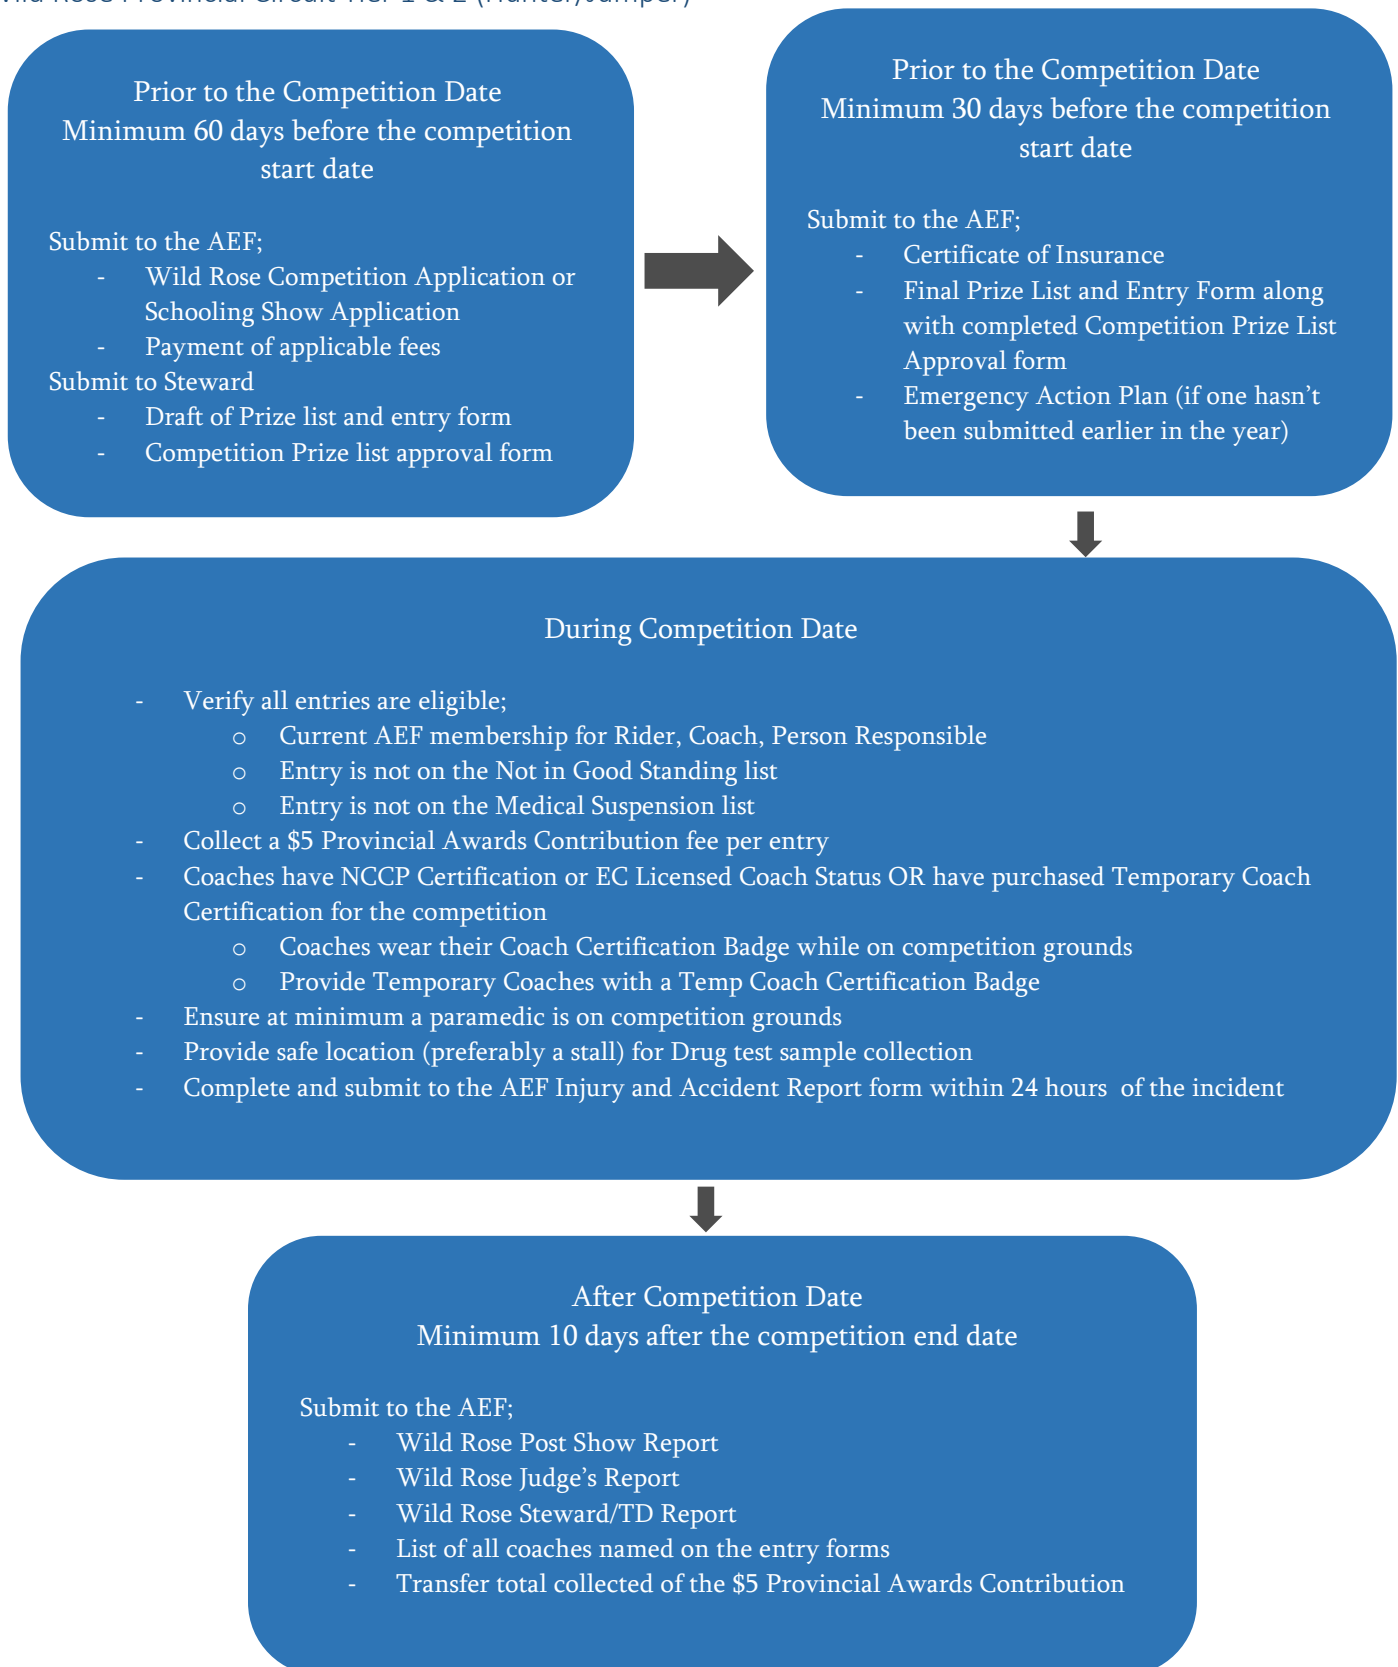 Wild Rose Provincial Circuit Tier 1 & 2 (Hunter/Jumper)
Prior to the Competition Date
Minimum 60 days before the competition
start date
Submit to the AEF;
- Wild Rose Competition Application or
Schooling Show Application
- Payment of applicable fees
Submit to Steward
- Draft of Prize list and entry form
- Competition Prize list approval form
Prior to the Competition Date
Minimum 30 days before the competition
start date
Submit to the AEF;
- Certificate of Insurance
- Final Prize List and Entry Form along
with completed Competition Prize List
Approval form
- Emergency Action Plan (if one hasn't
been submitted earlier in the year)
During Competition Date
- Verify all entries are eligible;
o Current AEF membership for Rider, Coach, Person Responsible
o Entry is not on the Not in Good Standing list
o Entry is not on the Medical Suspension list
- Collect a $5 Provincial Awards Contribution fee per entry
- Coaches have NCCP Certification or EC Licensed Coach Status OR have purchased Temporary Coach
Certification for the competition
o Coaches wear their Coach Certification Badge while on competition grounds
o Provide Temporary Coaches with a Temp Coach Certification Badge
- Ensure at minimum a paramedic is on competition grounds
- Provide safe location (preferably a stall) for Drug test sample collection
- Complete and submit to the AEF Injury and Accident Report form within 24 hours  of the incident
After Competition Date
Minimum 10 days after the competition end date
Submit to the AEF;
- Wild Rose Post Show Report
- Wild Rose Judge's Report
- Wild Rose Steward/TD Report
- List of all coaches named on the entry forms
- Transfer total collected of the $5 Provincial Awards Contribution